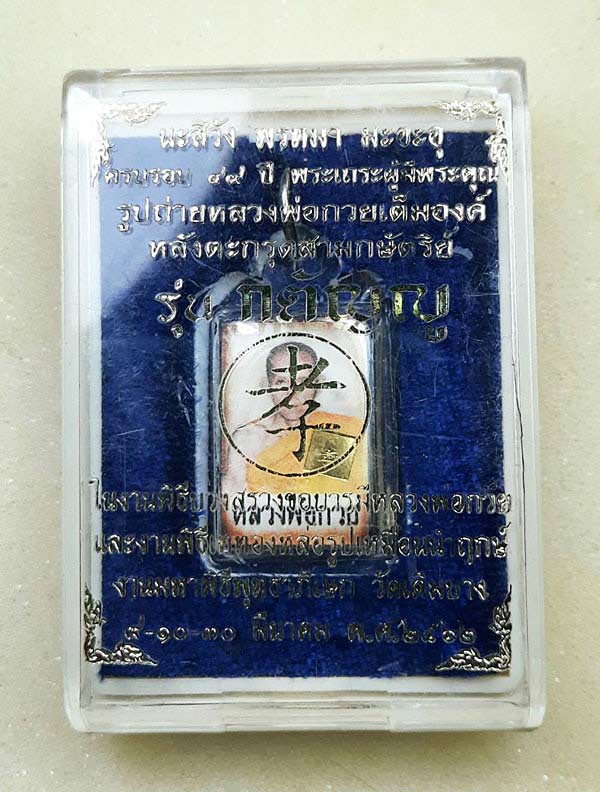 นะสิวัง พรหมา มะอะอุ
ครบรอบ ๔๙ ปี พระเถระผู้มีพระคุณ
รูปถ่ายหลวงพ่อกวยเต็มองค์
หลังตะกรุดสามกษัตริย์
รุ่น กตัญญู
孝
หลวงพ่อกวย
ในงานพิธีบวงสรวงขอบารมีหลวงพ่อกวย
และงานพิธีเททองหล่อรูปเหมือนนำฤกษ์
งานมหาพิธีพุทธาภิเษก วัดเดิมบาง
๙-๑๐-๓๐ มีนาคม พ.ศ.๒๕๖๒